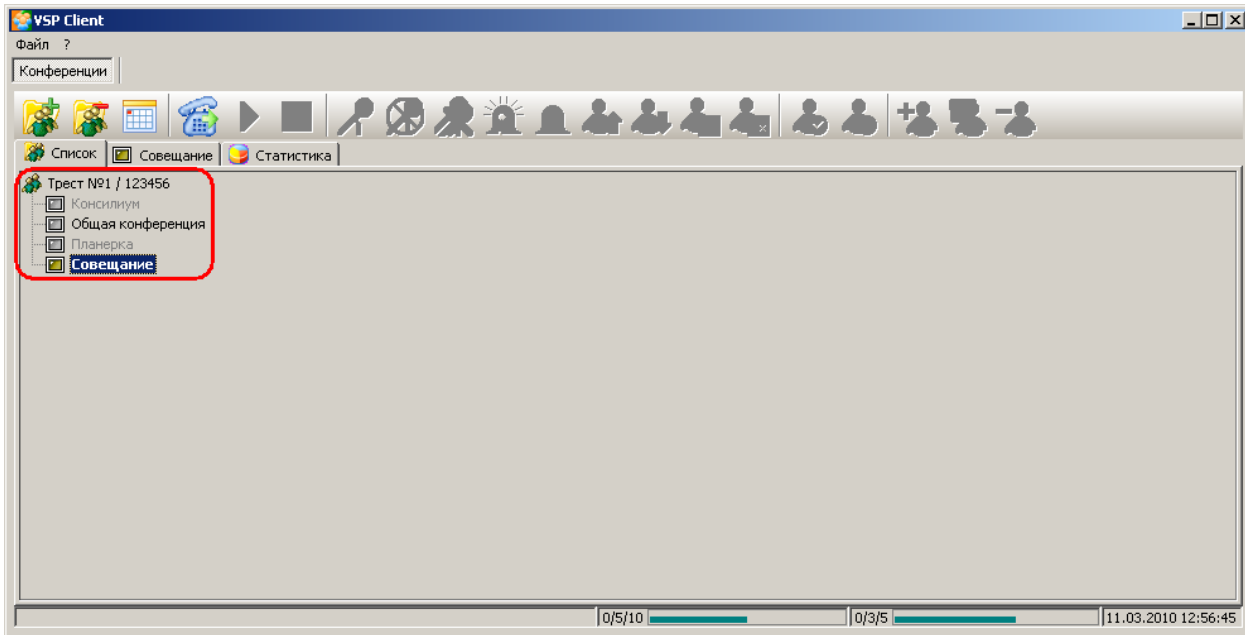 VSP Client
Файл ?
Конференции
Список Совещание Статистика
Трест №1 / 123456
Консилиум
Общая конференция
Планерка
Совещание
0/5/10 0/3/5 11.03.2010 12:56:45